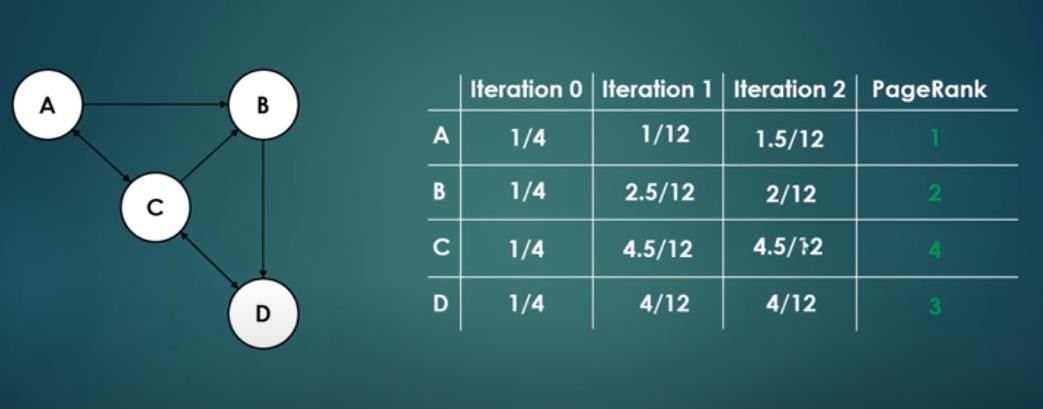 A
B
C
D
Iteration 0 Iteration 1 Iteration 2 PageRank
A 1/4 1/12 1.5/12 1
B 1/4 2.5/12 2/12 2
C 1/4 4.5/12 4.5/12 4
D 1/4 4/12 4/12 3